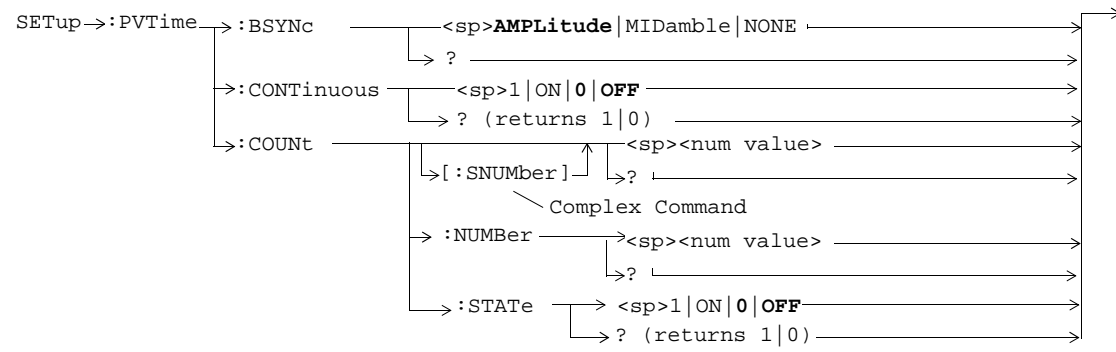 SETup :PVTime :BSYNc <sp>AMPLitude|MIDamble|NONE
?
:CONTinuous <sp>1|ON|0|OFF
? (returns 1|0)
:COUNt <sp><num value>
[:SNUMber] ?
Complex Command
:NUMBer <sp><num value>
?
:STATe <sp>1|ON|0|OFF
? (returns 1|0)